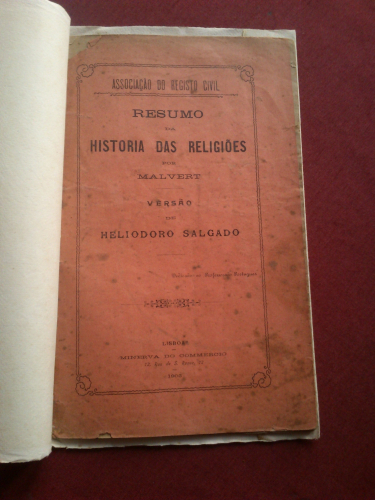 ASSOCIAÇÃO DO REGISTO CIVIL
RESUMO
DA
HISTORIA DAS RELIGIÕES
POR
MALVERT
VERSÃO
DE
HELIODORO SALGADO
LISBOA
MINERVA DO COMMERCIO